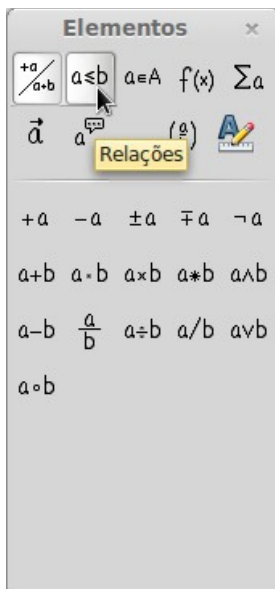 Elementos ×
+a/a+b a≤b a∈A f(x) Σa
a⃗ a
Relações
+a −a ±a ∓a ¬a
a+b a·b a×b a∗b a∧b
a−b a/b a÷b a/b a∨b
a∘b